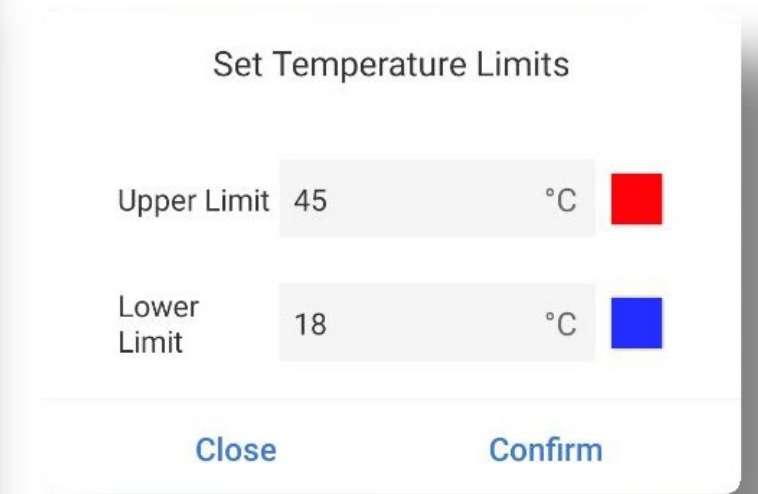 Set Temperature Limits
Upper Limit 45 °C
Lower
Limit
18 °C
Close Confirm